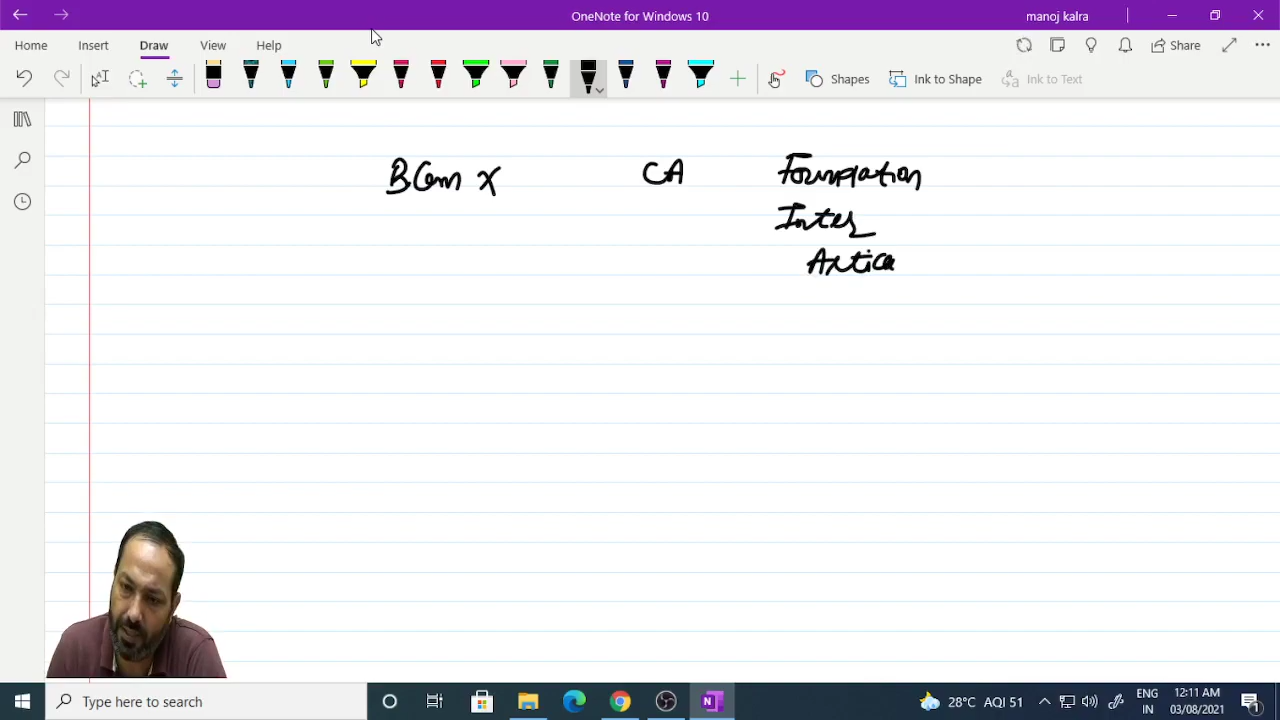 OneNote for Windows 10
manoj kalra
Home Insert Draw View Help
Share
Shapes Ink to Shape Ink to Text
BCom X CA Foundation
Inter
Artica
Type here to search
28°C AQI 51
ENG
IN
12:11 AM
03/08/2021
1